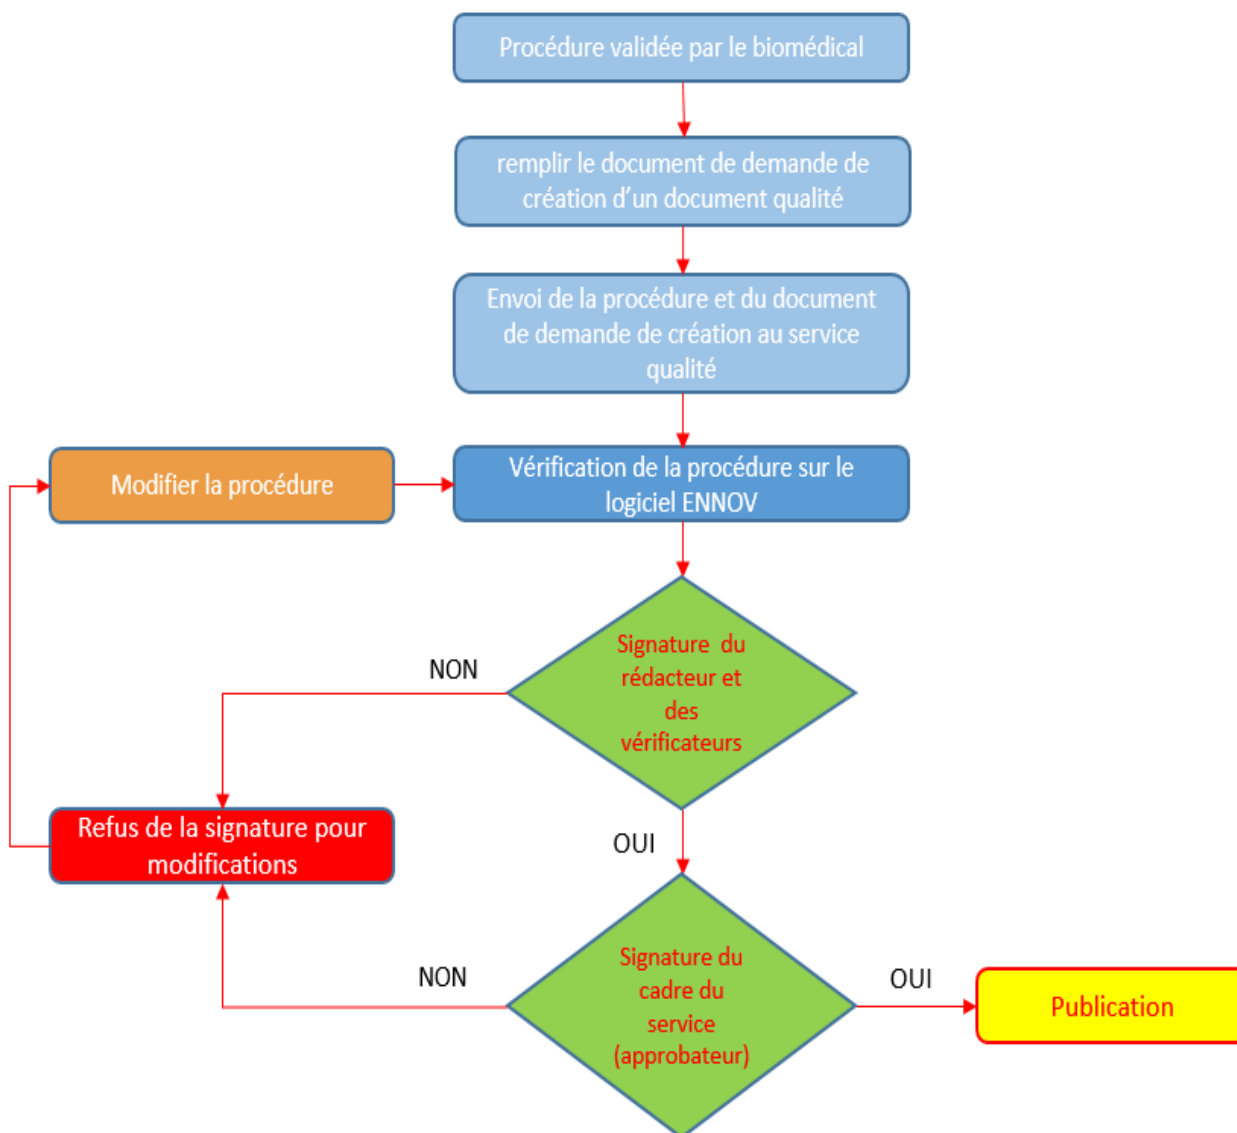 Procédure validée par le biomédical
remplir le document de demande de
création d'un document qualité
Envoi de la procédure et du document
de demande de création au service
qualité
Modifier la procédure
Vérification de la procédure sur le
logiciel ENNOV
Signature du
rédacteur et
des
vérificateurs
NON
OUI
Refus de la signature pour
modifications
Signature du
cadre du
service
(approbateur)
NON
OUI
Publication